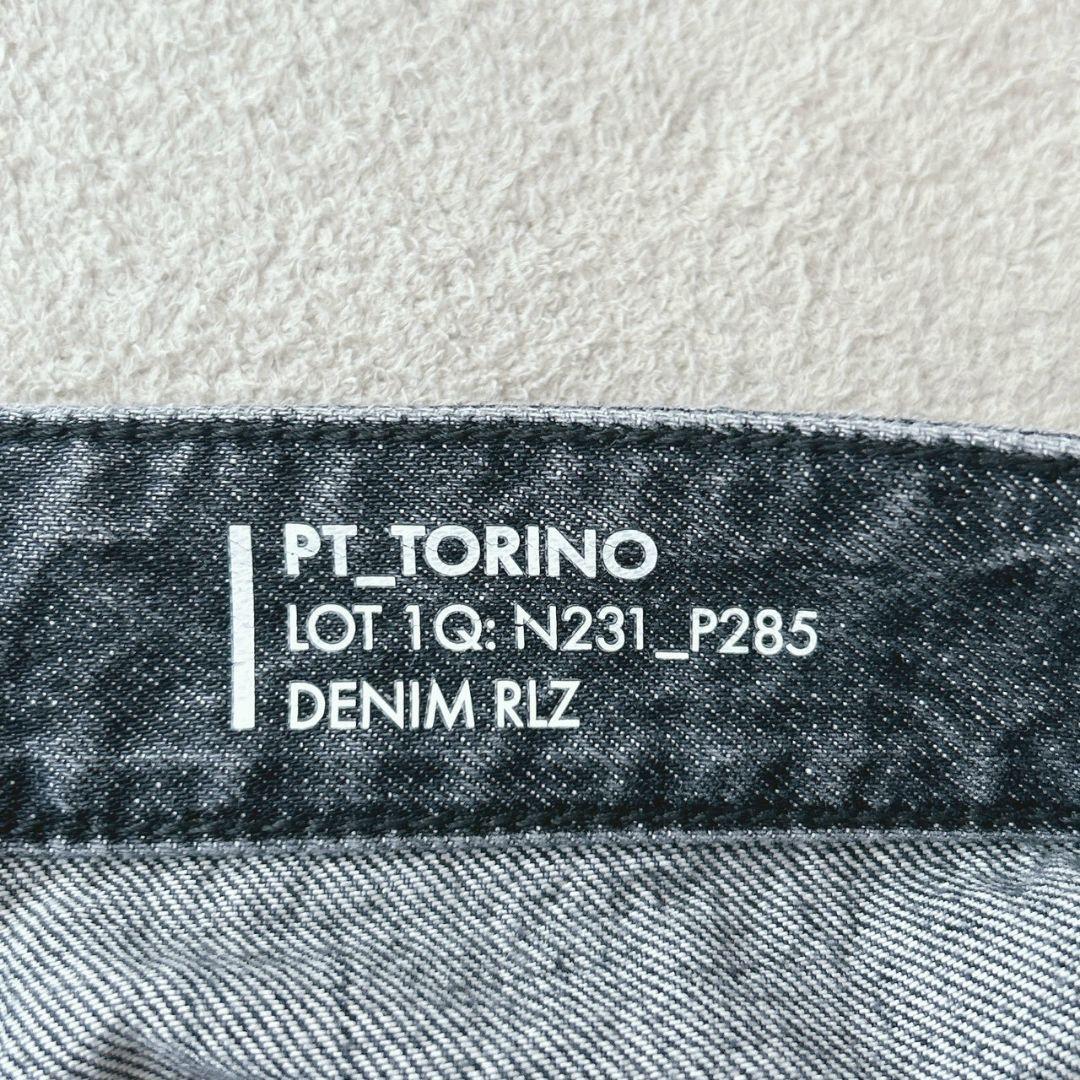 PT_TORINO
LOT 1Q: N231_P285
DENIM RLZ